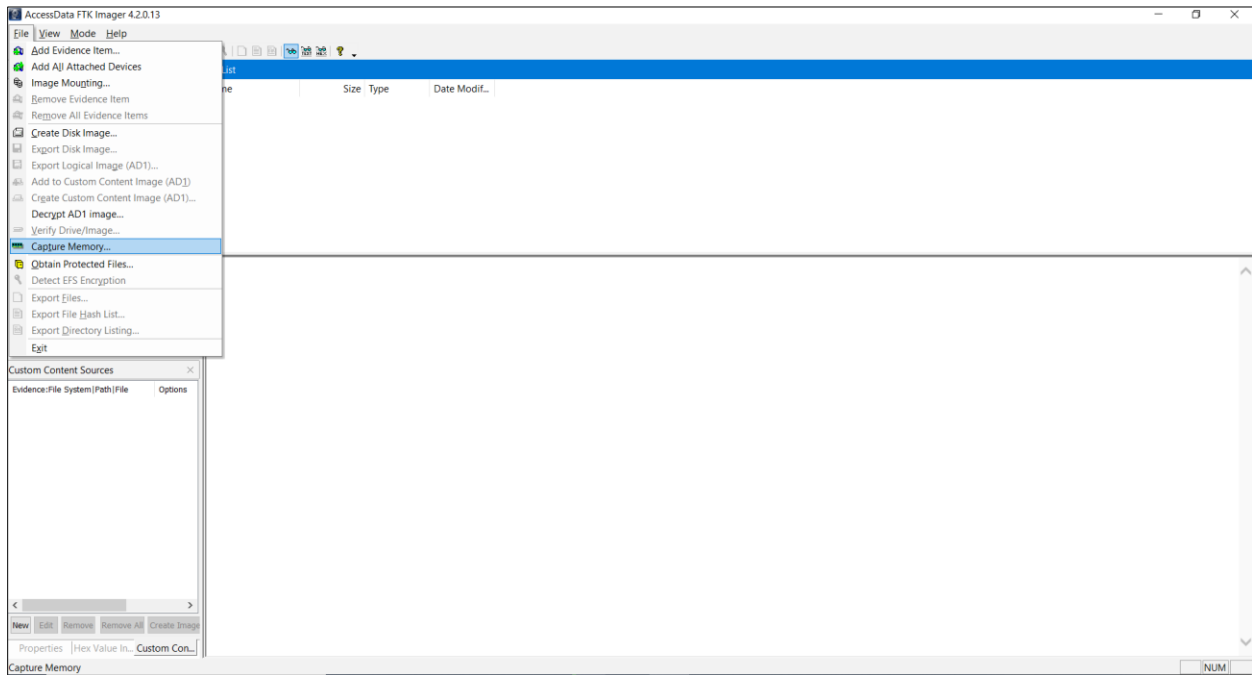 AccessData FTK Imager 4.2.0.13
File View Mode Help
Add Evidence Item...
Add All Attached Devices
List
Image Mounting...
Size Type Date Modif...
Remove Evidence Item
Remove All Evidence Items
Create Disk Image...
Export Disk Image...
Export Logical Image (AD1)...
Add to Custom Content Image (AD1)
Create Custom Content Image (AD1)...
Decrypt AD1 image...
Verify Drive/Image...
Capture Memory...
Obtain Protected Files...
Detect EFS Encryption
Export Files...
Export File Hash List...
Export Directory Listing...
Exit
Custom Content Sources
Evidence:File System|Path|File Options
New Edit Remove Remove All Create Image
Properties Hex Value In... Custom Con...
Capture Memory
NUM